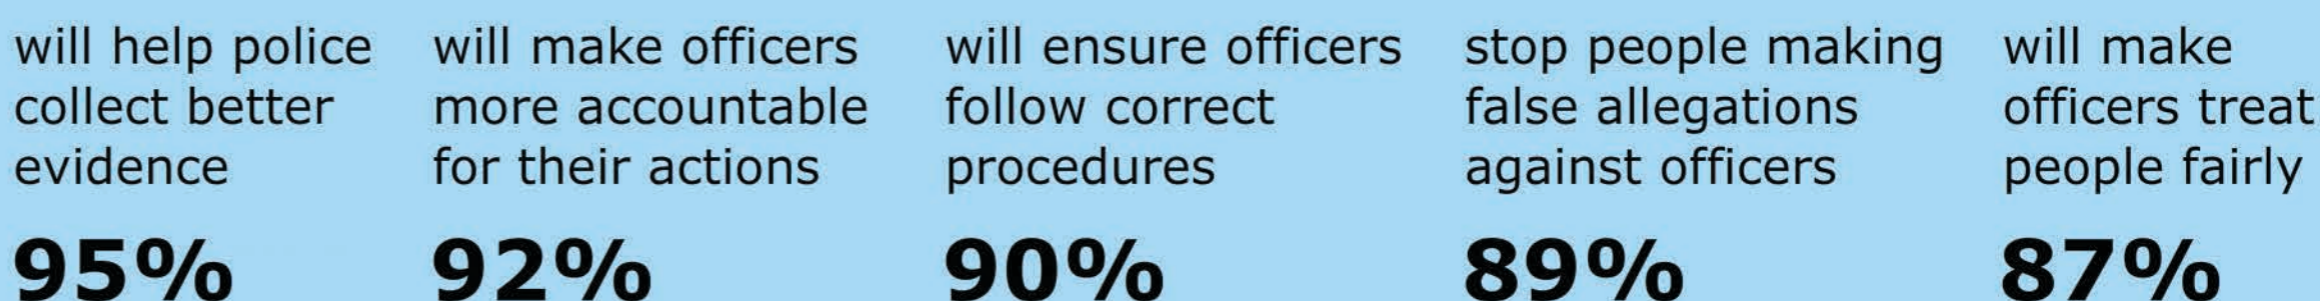 will help police
collect better
evidence
95%
will make officers
more accountable
for their actions
92%
will ensure officers
follow correct
procedures
90%
stop people making
false allegations
against officers
89%
will make
officers treat
people fairly
87%